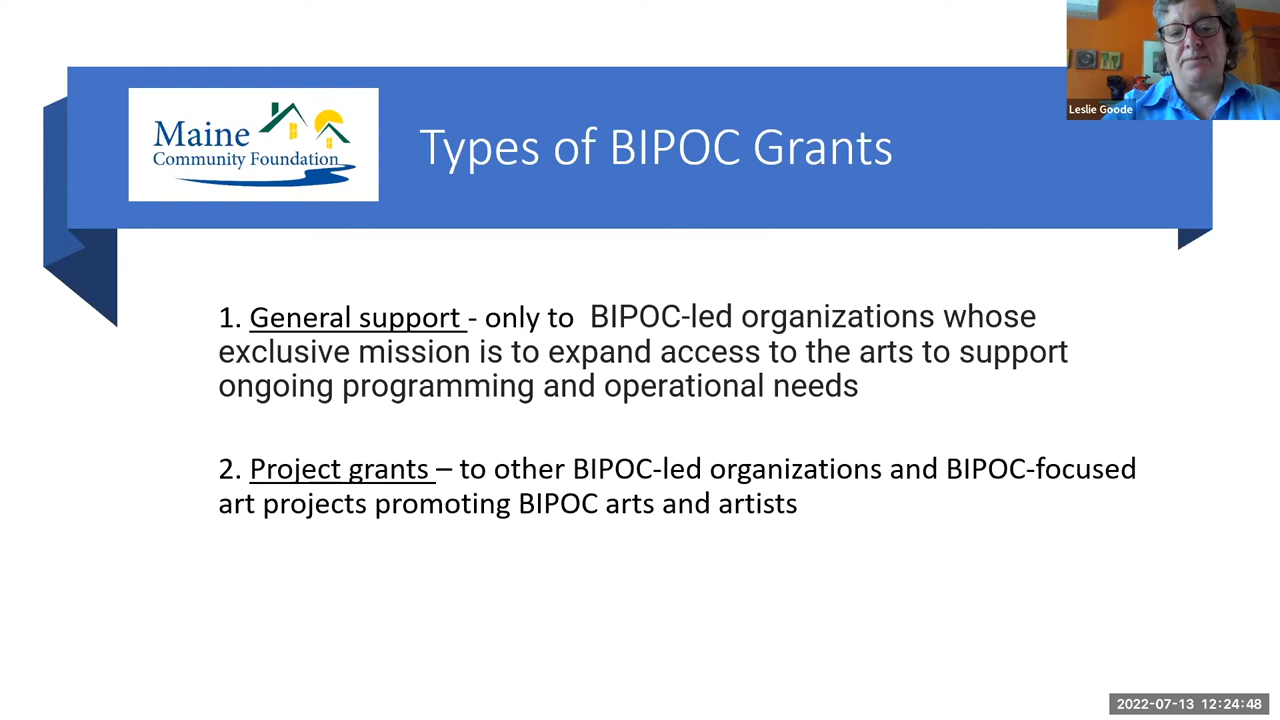 Leslie Goode
Maine
Community Foundation
Types of BIPOC Grants
1. General support - only to BIPOC-led organizations whose
exclusive mission is to expand access to the arts to support
ongoing programming and operational needs
2. Project grants – to other BIPOC-led organizations and BIPOC-focused
art projects promoting BIPOC arts and artists
2022-07-13 12:24:48